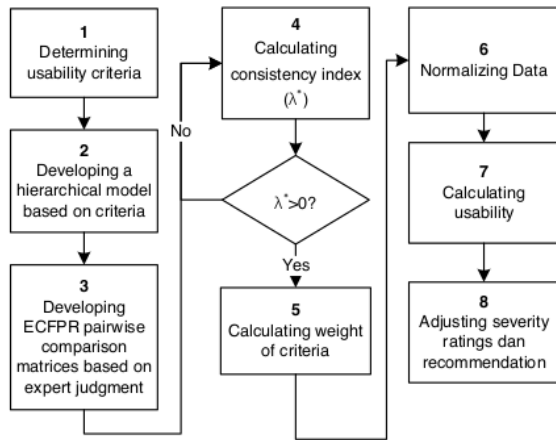 1
Determining
usability criteria
2
Developing a
hierarchical model
based on criteria
3
Developing
ECFPR pairwise
comparison
matrices based on
expert judgment
No
4
Calculating
consistency index
(λ*)
λ*>0?
Yes
5
Calculating weight
of criteria
6
Normalizing Data
7
Calculating
usability
8
Adjusting severity
ratings dan
recommendation